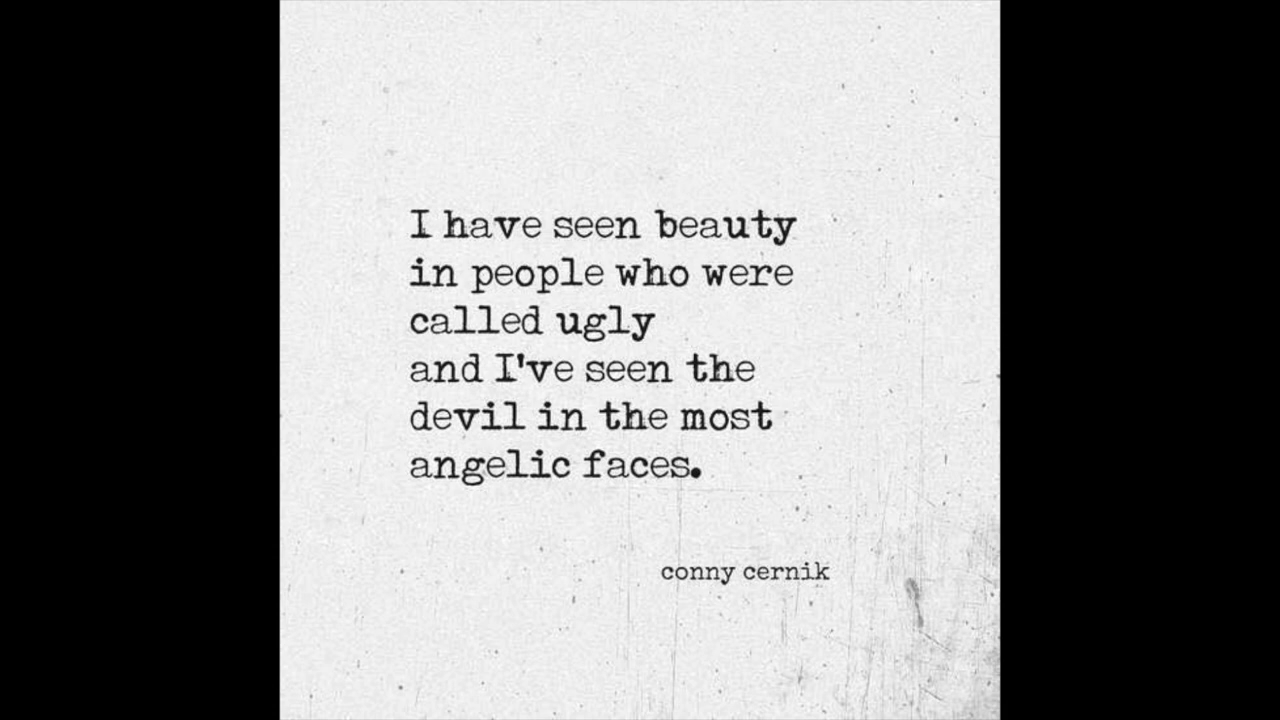 I have seen beauty
in people who were
called ugly
and I've seen the
devil in the most
angelic faces.
conny cernik